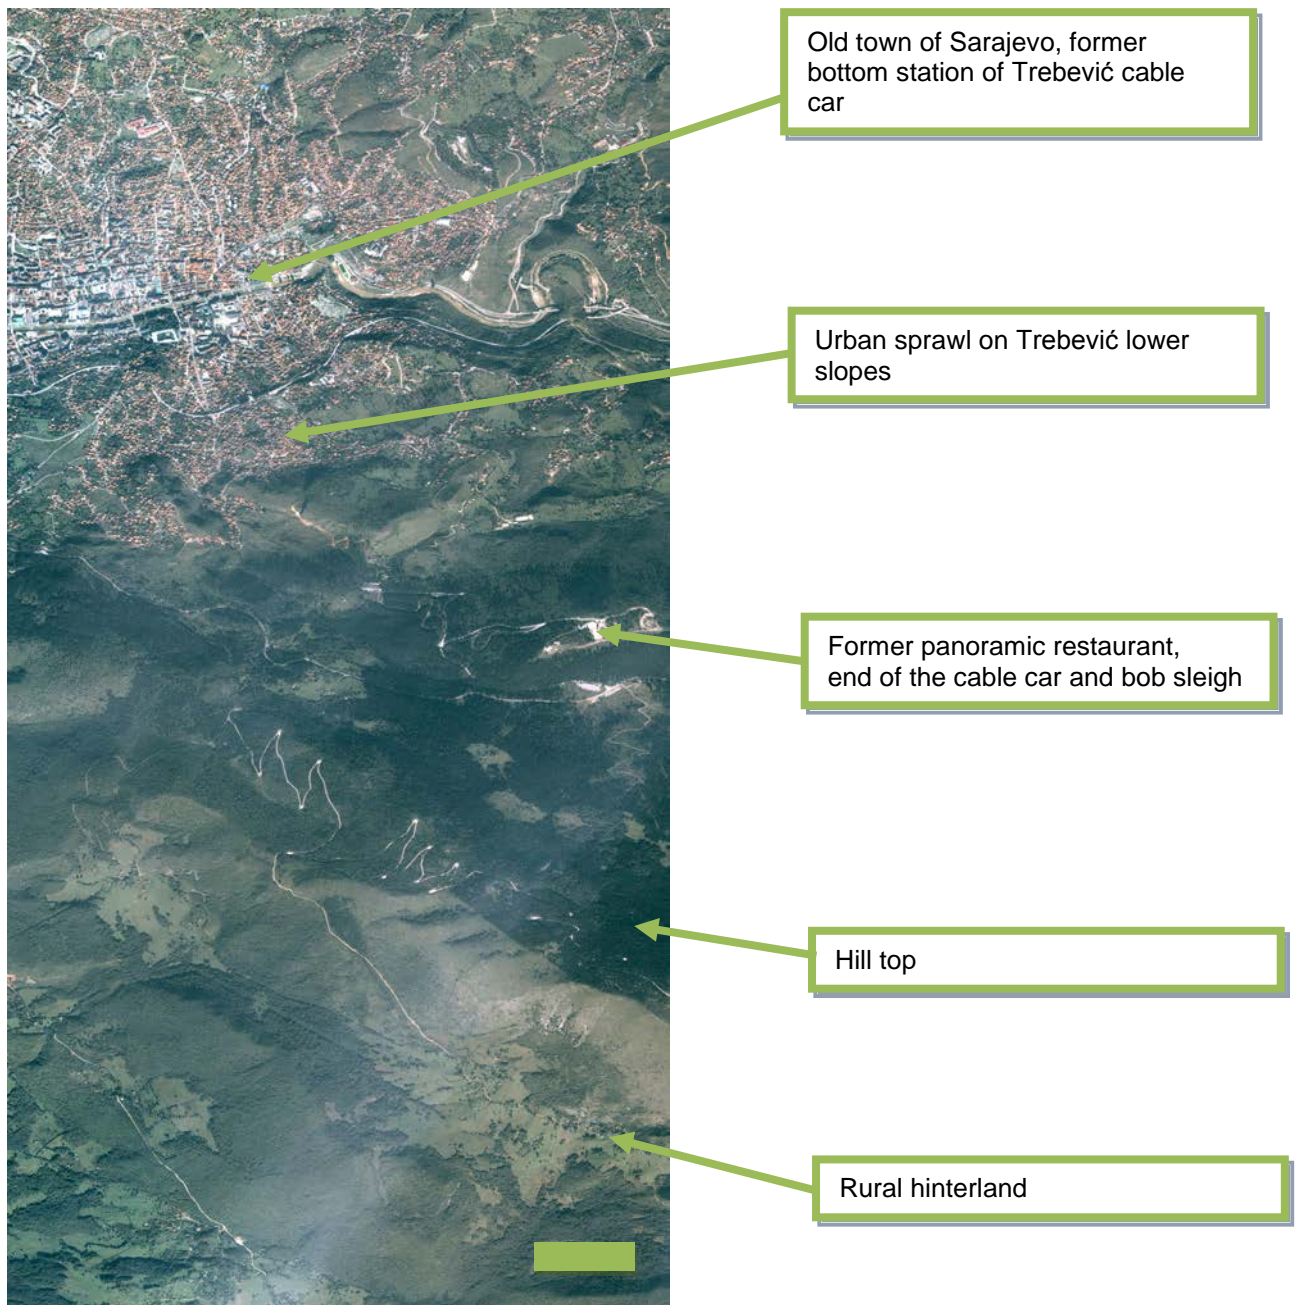 Old town of Sarajevo, former
bottom station of Trebević cable
car
Urban sprawl on Trebević lower
slopes
Former panoramic restaurant,
end of the cable car and bob sleigh
Hill top
Rural hinterland